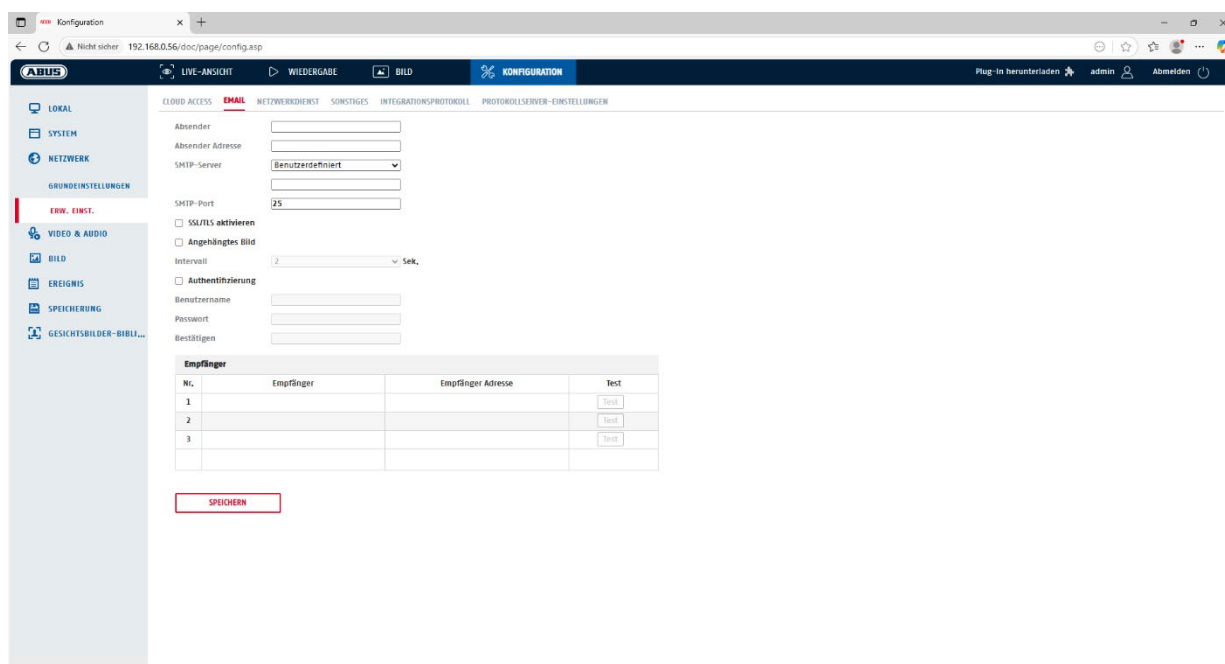 Konfiguration
Nicht sicher 192.168.0.56/doc/page/config.asp
ABUS LIVE-ANSICHT WIEDERGABE BILD KONFIGURATION Plug-In herunterladen admin Abmelden
LOKAL
SYSTEM
NETZWERK
GRUNDEINSTELLUNGEN
ERW. EINST.
VIDEO & AUDIO
BILD
EREIGNIS
SPEICHERUNG
GESICHTSBILDER-BIBLI...
CLOUD ACCESS EMAIL NETZWERKDIENST SONSTIGES INTEGRATIONSPROTOKOLL PROTOKOLLSERVER-EINSTELLUNGEN
Absender
Absender Adresse
SMTP-Server Benutzerdefiniert
SMTP-Port 25
SSL/TLS aktivieren
Angehängtes Bild
Intervall 2 Sek.
Authentifizierung
Benutzername
Passwort
Bestätigen
Empfänger
Nr. Empfänger Empfänger Adresse Test
1 Test
2 Test
3 Test
SPEICHERN